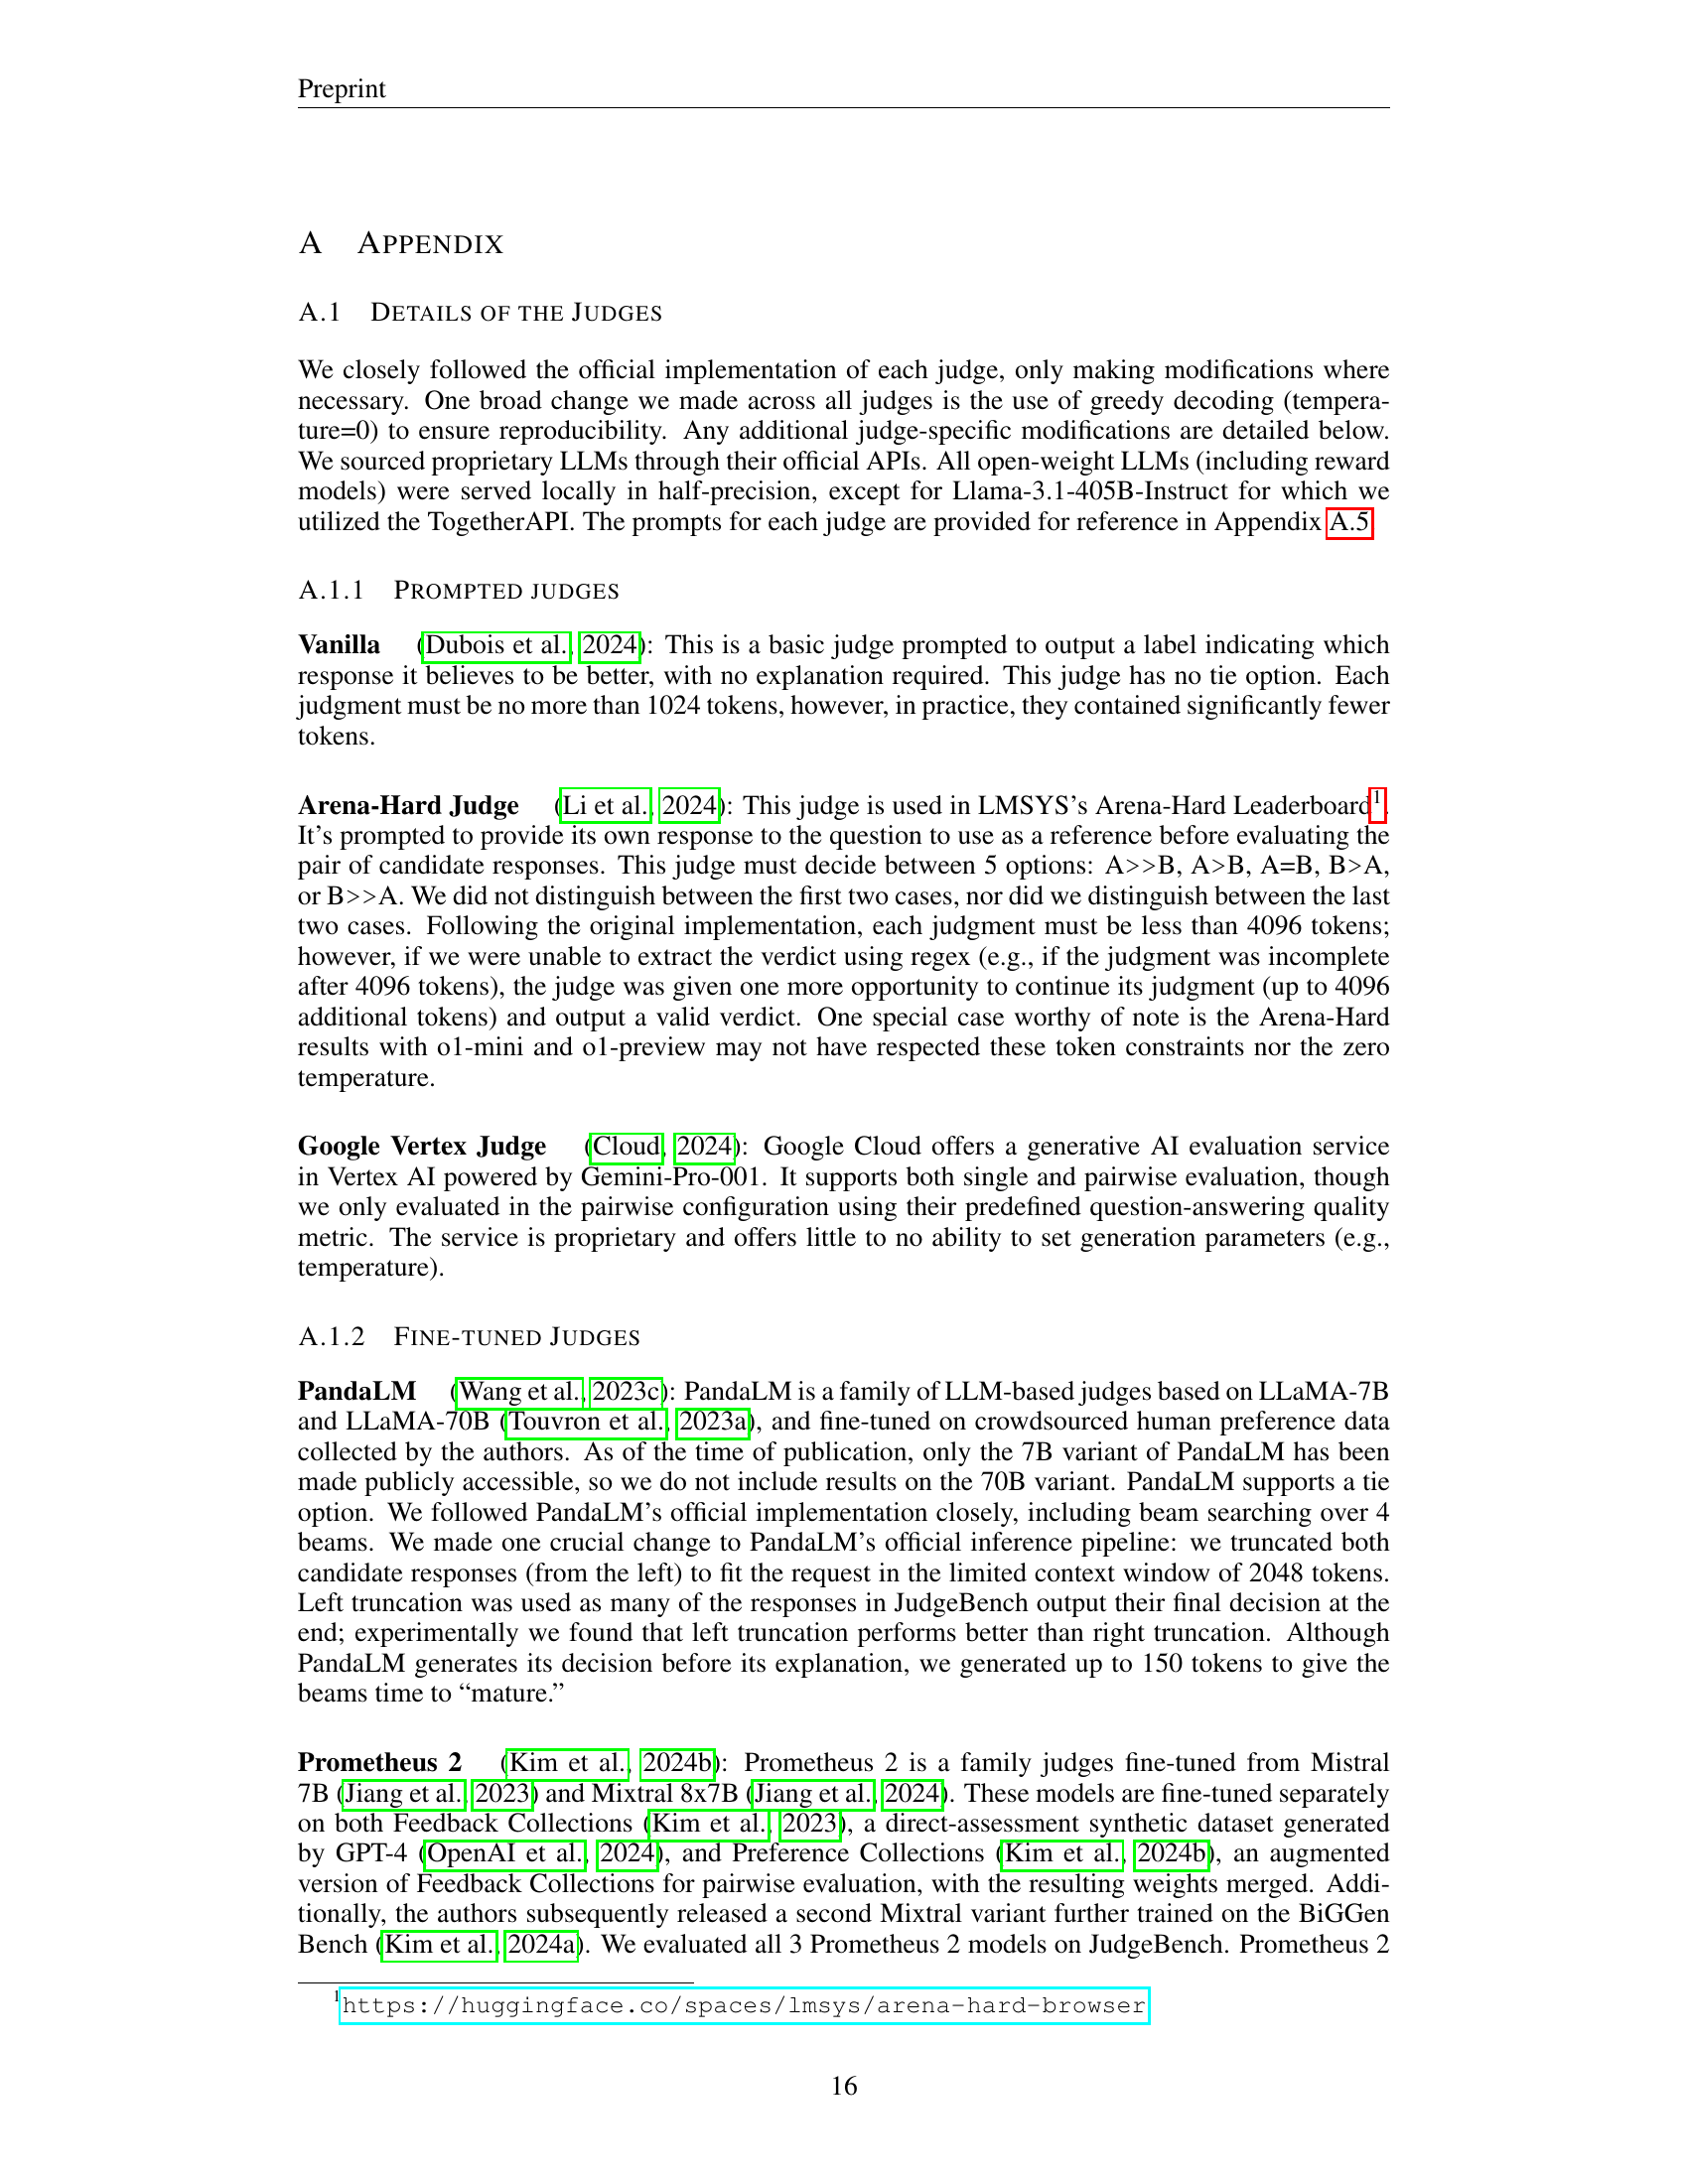 Preprint
A APPENDIX
A.1 DETAILS OF THE JUDGES
We closely followed the official implementation of each judge, only making modifications where
necessary. One broad change we made across all judges is the use of greedy decoding (tempera-
ture=0) to ensure reproducibility. Any additional judge-specific modifications are detailed below.
We sourced proprietary LLMs through their official APIs. All open-weight LLMs (including reward
models) were served locally in half-precision, except for Llama-3.1-405B-Instruct for which we
utilized the TogetherAPI. The prompts for each judge are provided for reference in Appendix A.5
A.1.1 PROMPTED JUDGES
Vanilla (Dubois et al., 2024): This is a basic judge prompted to output a label indicating which
response it believes to be better, with no explanation required. This judge has no tie option. Each
judgment must be no more than 1024 tokens, however, in practice, they contained significantly fewer
tokens.
Arena-Hard Judge (Li et al., 2024): This judge is used in LMSYS's Arena-Hard Leaderboard1.
It's prompted to provide its own response to the question to use as a reference before evaluating the
pair of candidate responses. This judge must decide between 5 options: A>>B, A>B, A=B, B>A,
or B>>A. We did not distinguish between the first two cases, nor did we distinguish between the last
two cases. Following the original implementation, each judgment must be less than 4096 tokens;
however, if we were unable to extract the verdict using regex (e.g., if the judgment was incomplete
after 4096 tokens), the judge was given one more opportunity to continue its judgment (up to 4096
additional tokens) and output a valid verdict. One special case worthy of note is the Arena-Hard
results with o1-mini and o1-preview may not have respected these token constraints nor the zero
temperature.
Google Vertex Judge (Cloud, 2024): Google Cloud offers a generative AI evaluation service
in Vertex AI powered by Gemini-Pro-001. It supports both single and pairwise evaluation, though
we only evaluated in the pairwise configuration using their predefined question-answering quality
metric. The service is proprietary and offers little to no ability to set generation parameters (e.g.,
temperature).
A.1.2 FINE-TUNED JUDGES
PandaLM (Wang et al., 2023c): PandaLM is a family of LLM-based judges based on LLaMA-7B
and LLaMA-70B (Touvron et al., 2023a), and fine-tuned on crowdsourced human preference data
collected by the authors. As of the time of publication, only the 7B variant of PandaLM has been
made publicly accessible, so we do not include results on the 70B variant. PandaLM supports a tie
option. We followed PandaLM's official implementation closely, including beam searching over 4
beams. We made one crucial change to PandaLM's official inference pipeline: we truncated both
candidate responses (from the left) to fit the request in the limited context window of 2048 tokens.
Left truncation was used as many of the responses in JudgeBench output their final decision at the
end; experimentally we found that left truncation performs better than right truncation. Although
PandaLM generates its decision before its explanation, we generated up to 150 tokens to give the
beams time to “mature.”
Prometheus 2 (Kim et al., 2024b): Prometheus 2 is a family judges fine-tuned from Mistral
7B (Jiang et al., 2023) and Mixtral 8x7B (Jiang et al., 2024). These models are fine-tuned separately
on both Feedback Collections (Kim et al., 2023), a direct-assessment synthetic dataset generated
by GPT-4 (OpenAI et al., 2024), and Preference Collections (Kim et al., 2024b), an augmented
version of Feedback Collections for pairwise evaluation, with the resulting weights merged. Addi-
tionally, the authors subsequently released a second Mixtral variant further trained on the BiGGen
Bench (Kim et al., 2024a). We evaluated all 3 Prometheus 2 models on JudgeBench. Prometheus 2
1https://huggingface.co/spaces/lmsys/arena-hard-browser
16